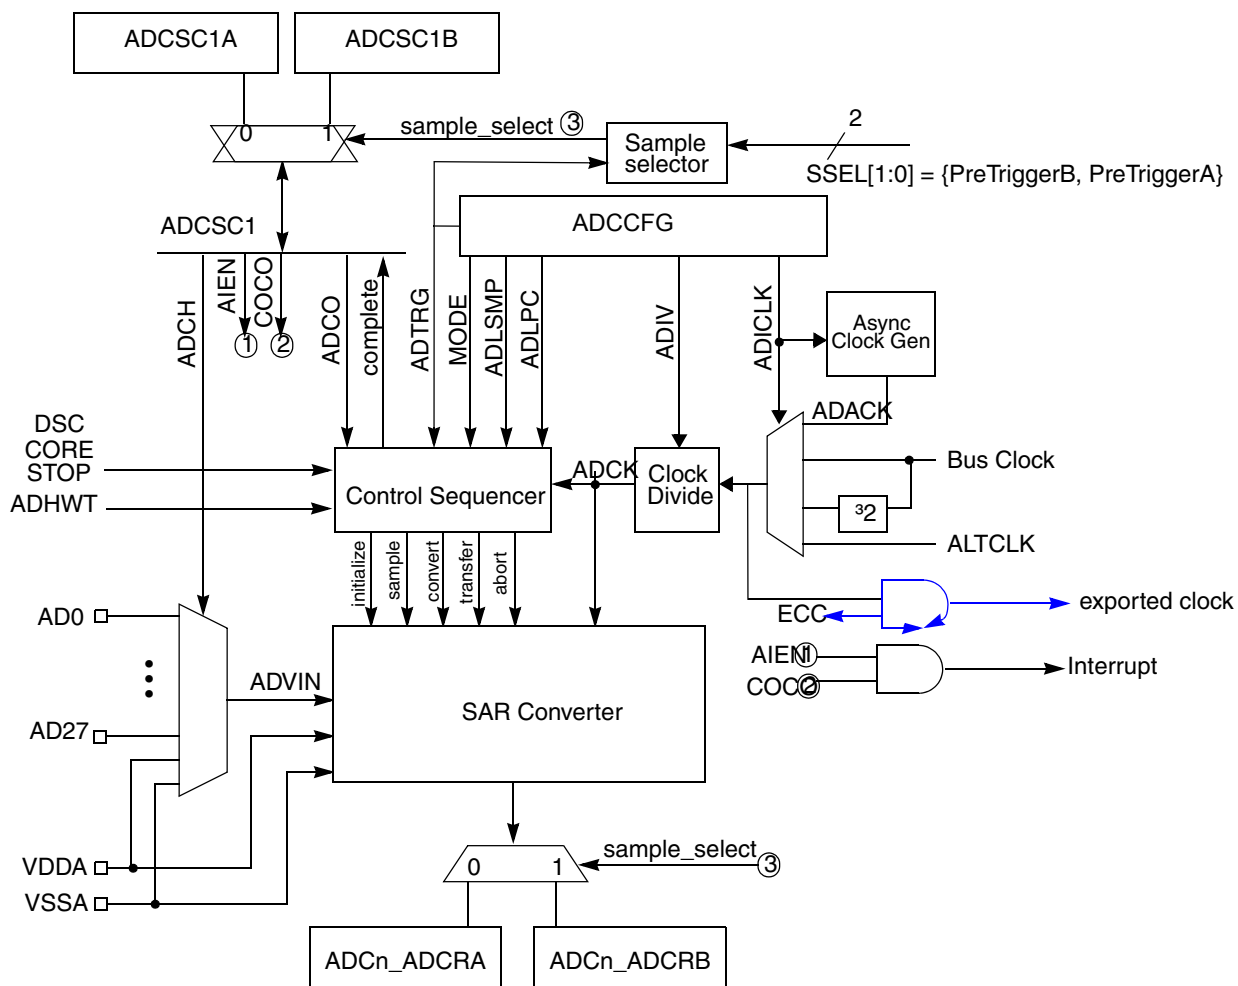 ADCSC1A
ADCSC1B
0
1
sample_select ③
Sample
selector
2
SSEL[1:0] = {PreTriggerB, PreTriggerA}
ADCSC1
ADCCFG
ADCH
AIEN
COCO
①
②
ADCO
complete
ADTRG
MODE
ADLSMP
ADLPC
ADIV
ADICLK
Async
Clock Gen
ADACK
DSC
CORE
STOP
ADHWT
Control Sequencer
ADCK
Clock
Divide
Bus Clock
³2
ALTCLK
initialize
sample
convert
transfer
abort
ECC
exported clock
AIEN①
COCO②
Interrupt
AD0
AD27
ADVIN
SAR Converter
VDDA
VSSA
0
1
sample_select
③
ADCn_ADCRA
ADCn_ADCRB